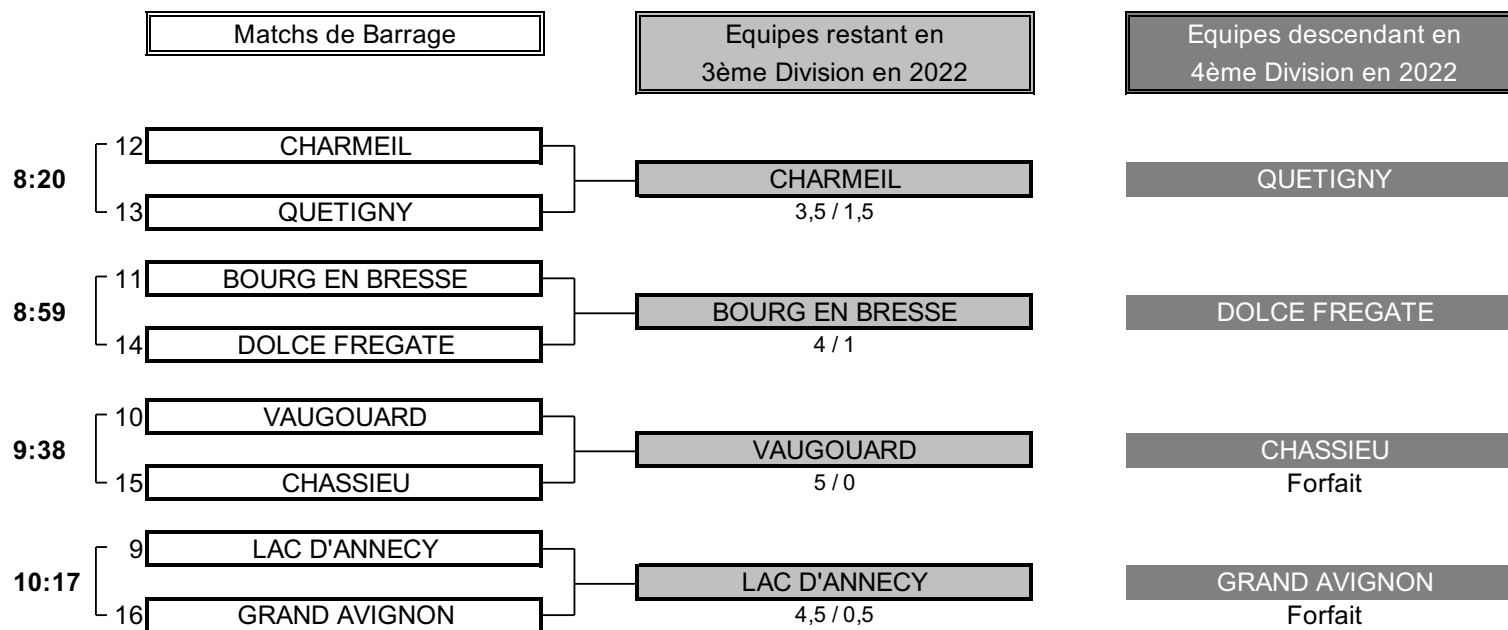 Matchs de Barrage
Equipes restant en
3ème Division en 2022
Equipes descendant en
4ème Division en 2022
8:20
12 CHARMEIL
13 QUETIGNY
CHARMEIL
3,5 / 1,5
QUETIGNY
8:59
11 BOURG EN BRESSE
14 DOLCE FREGATE
BOURG EN BRESSE
4 / 1
DOLCE FREGATE
9:38
10 VAUGOUARD
15 CHASSIEU
VAUGOUARD
5 / 0
CHASSIEU
Forfait
10:17
9 LAC D'ANNECY
16 GRAND AVIGNON
LAC D'ANNECY
4,5 / 0,5
GRAND AVIGNON
Forfait